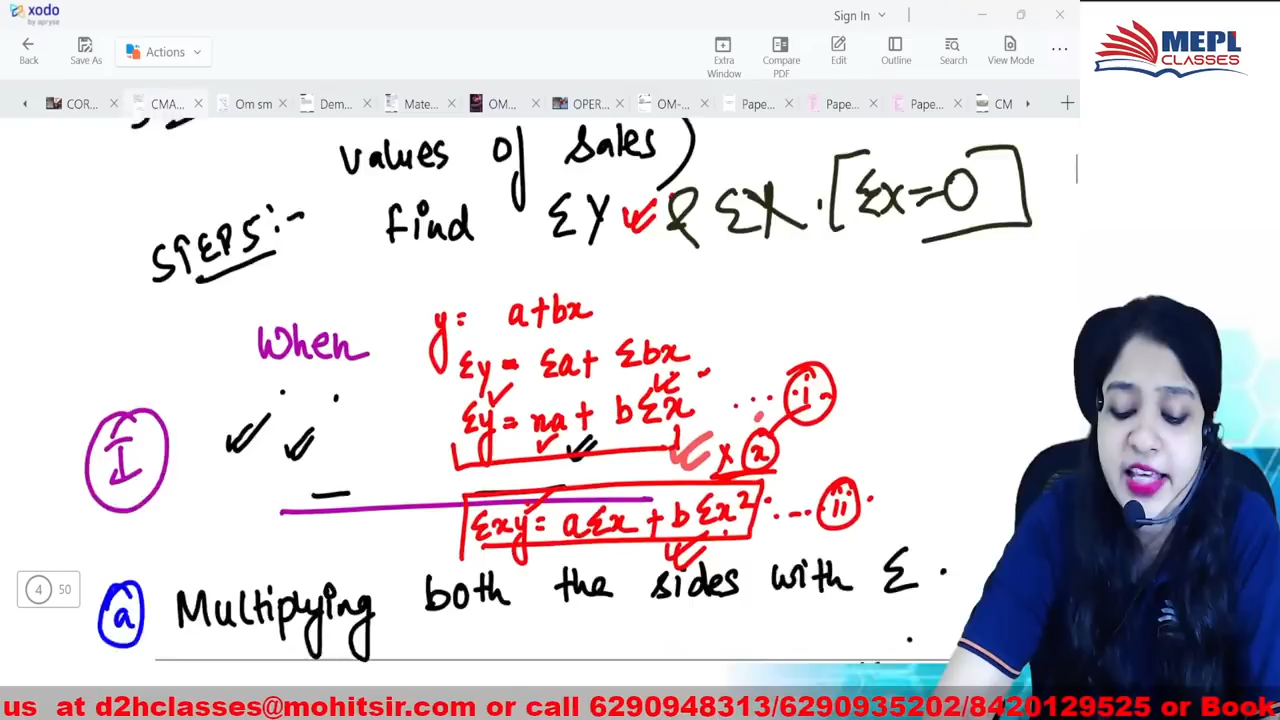 xodo
by apryse
Sign In
Back
Save As
Actions
Extra Window
Compare PDF
Edit
Outline
Search
View Mode
MEPL
CLASSES
COR...
CMA...
Om sm
Dem...
Mate...
OM...
OPER...
OM-...
Pape...
Pape...
Pape...
CM
values of sales)
STEPS:- find ΣY & ΣX. [Σx=0]
When
y = a+bx
Σy = Σa+ Σbx
Σy = na + bΣx ... i
x x
I
Σxy = aΣx + bΣx² ... ii
4 50
a Multiplying both the sides with Σ.
us at d2hclasses@mohitsir.com or call 6290948313/6290935202/8420129525 or Book